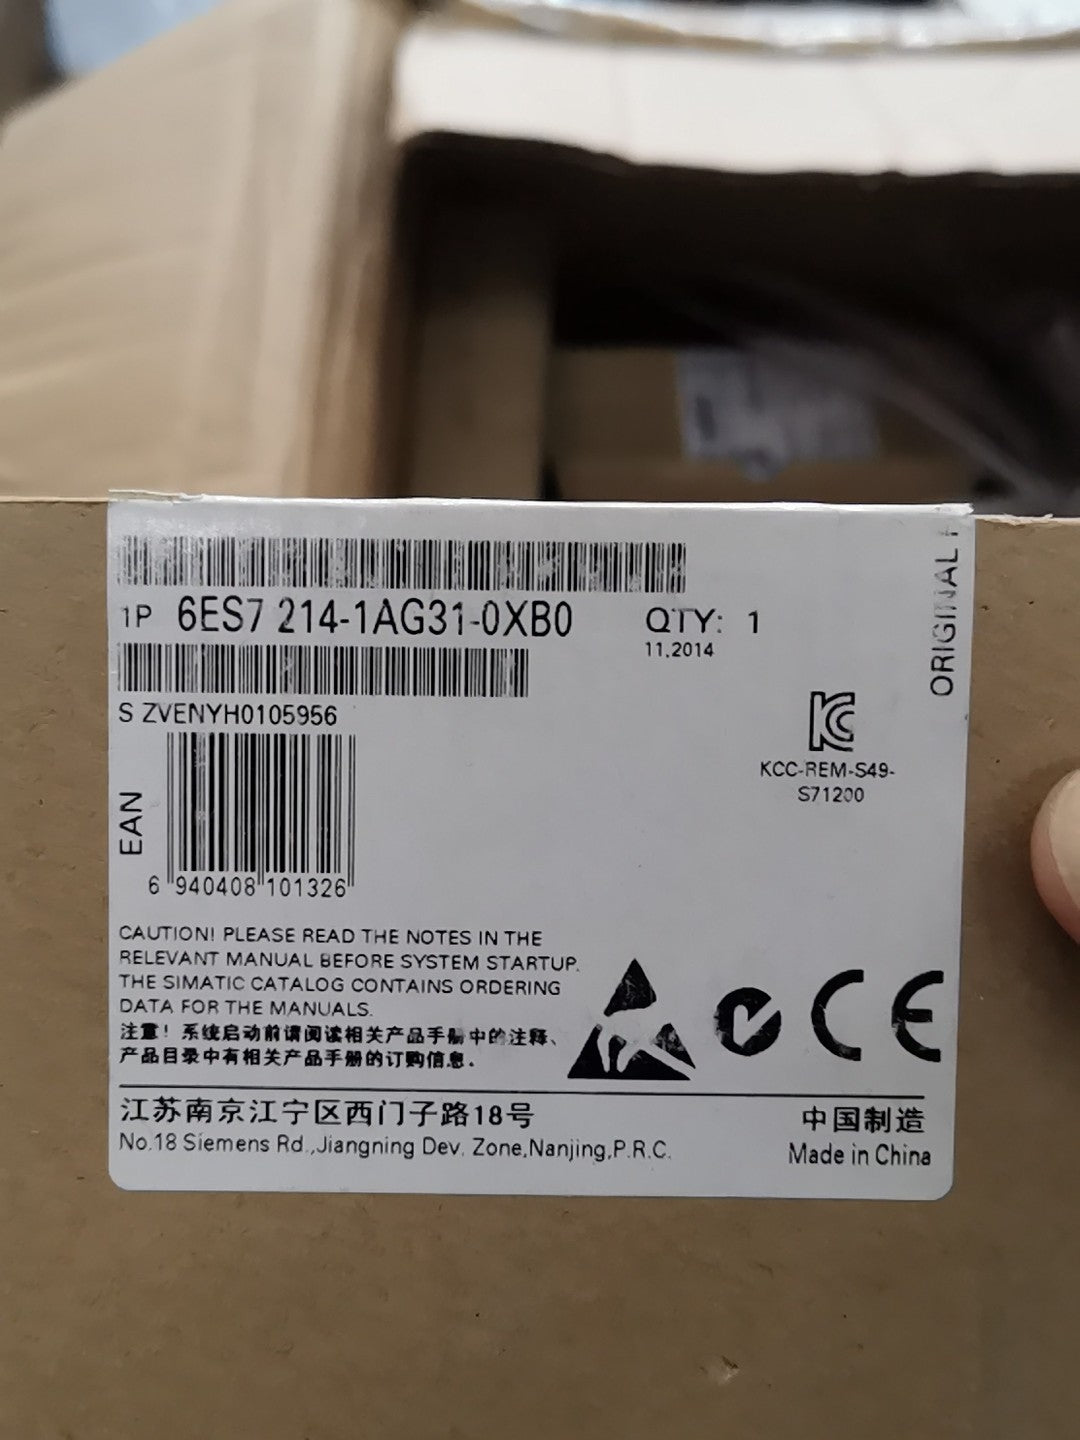 1P 6ES7 214-1AG31-0XB0
QTY: 1
11.2014
ORIGINAL
S ZVENYH0105956
KCC-REM-S49-
S71200
EAN
6 940408 101326
CAUTION! PLEASE READ THE NOTES IN THE
RELEVANT MANUAL BEFORE SYSTEM STARTUP.
THE SIMATIC CATALOG CONTAINS ORDERING
DATA FOR THE MANUALS.
注意！系统启动前请阅读相关产品手册中的注释、
产品目录中有相关产品手册的订购信息.
CE
江苏南京江宁区西门子路18号
中国制造
No.18 Siemens Rd.,Jiangning Dev. Zone,Nanjing,P.R.C.
Made in China